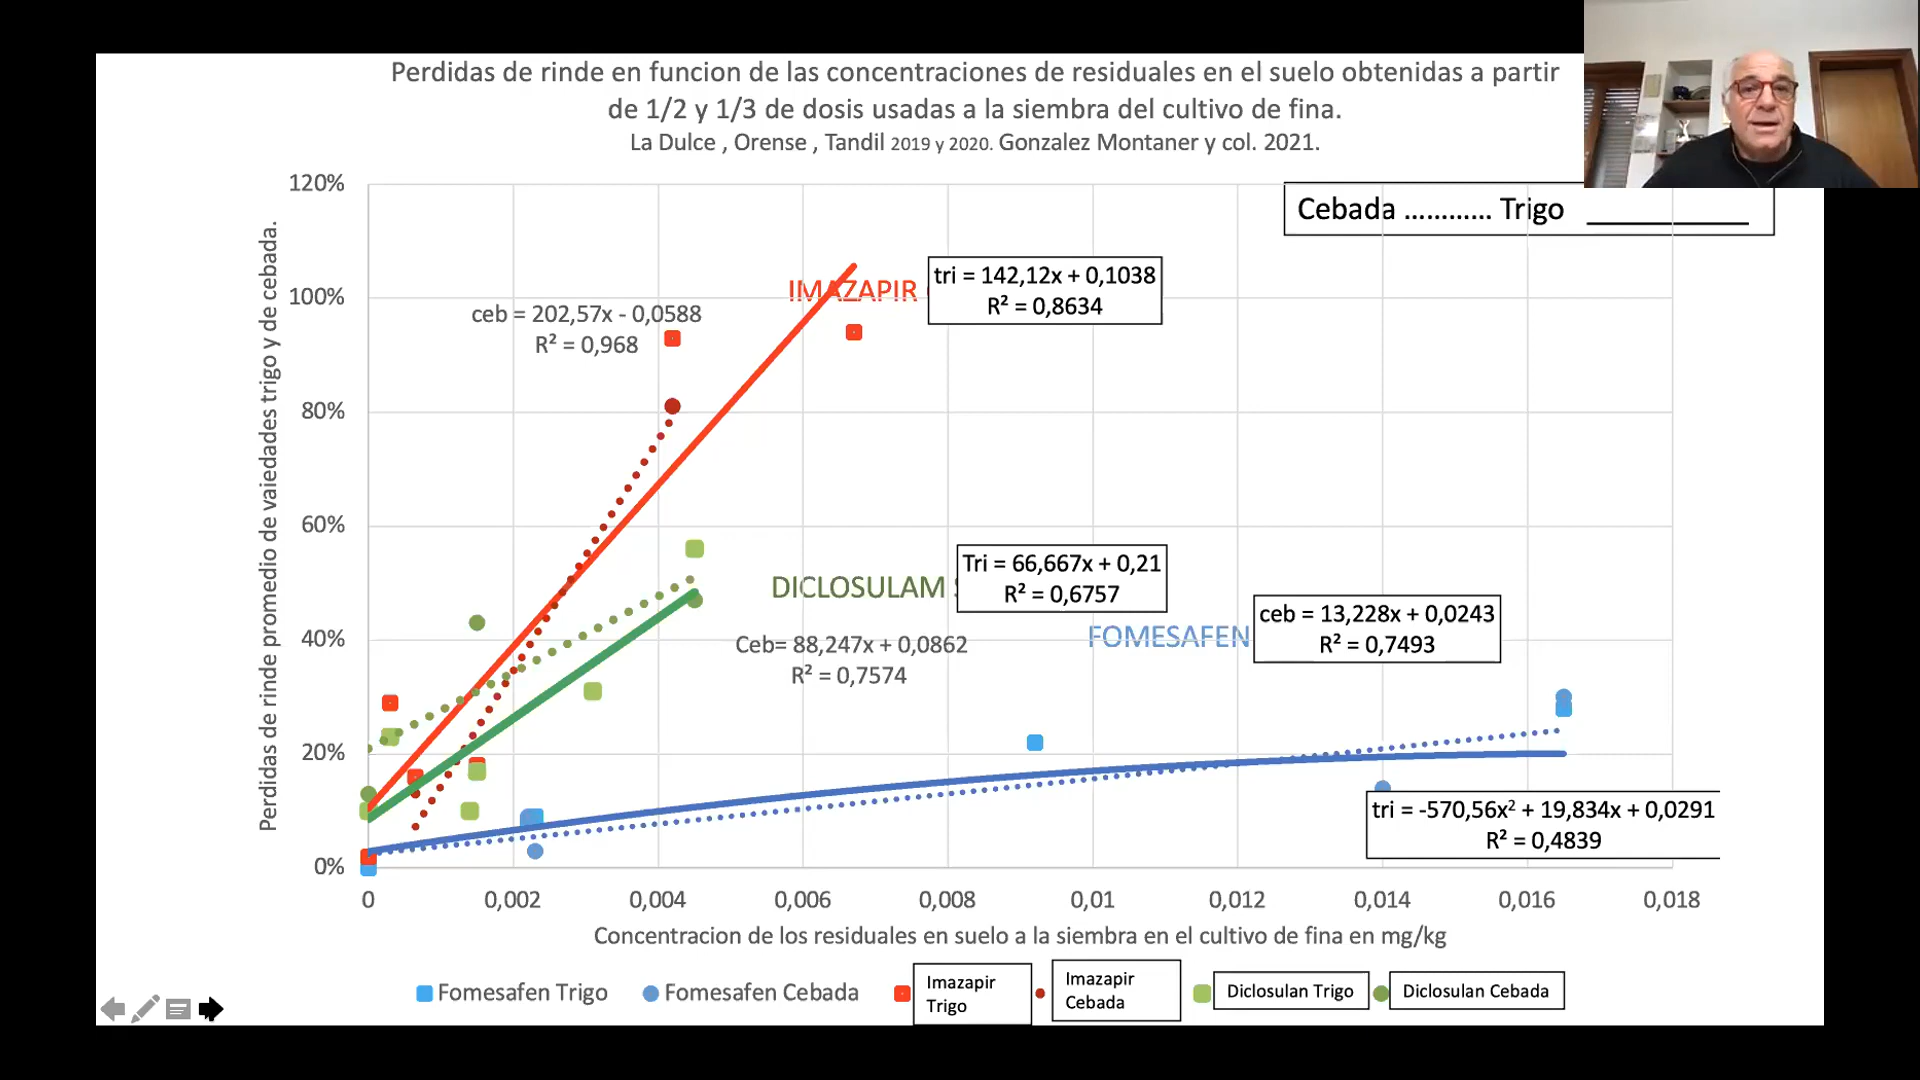 Perdidas de rinde en funcion de las concentraciones de residuales en el suelo obtenidas a partir
de 1/2 y 1/3 de dosis usadas a la siembra del cultivo de fina.
La Dulce , Orense , Tandil 2019 y 2020. Gonzalez Montaner y col. 2021.
Cebada ............ Trigo ___________
Perdidas de rinde promedio de vaiedades trigo y de cebada.
120%
100%
80%
60%
40%
20%
0%
IMAZAPIR
tri = 142,12x + 0,1038
R² = 0,8634
ceb = 202,57x - 0,0588
R² = 0,968
DICLOSULAM
Tri = 66,667x + 0,21
R² = 0,6757
Ceb= 88,247x + 0,0862
R² = 0,7574
FOMESAFEN
ceb = 13,228x + 0,0243
R² = 0,7493
tri = -570,56x² + 19,834x + 0,0291
R² = 0,4839
0 0,002 0,004 0,006 0,008 0,01 0,012 0,014 0,016 0,018
Concentracion de los residuales en suelo a la siembra en el cultivo de fina en mg/kg
Fomesafen Trigo
Fomesafen Cebada
Imazapir
Trigo
Imazapir
Cebada
Diclosulan Trigo
Diclosulan Cebada